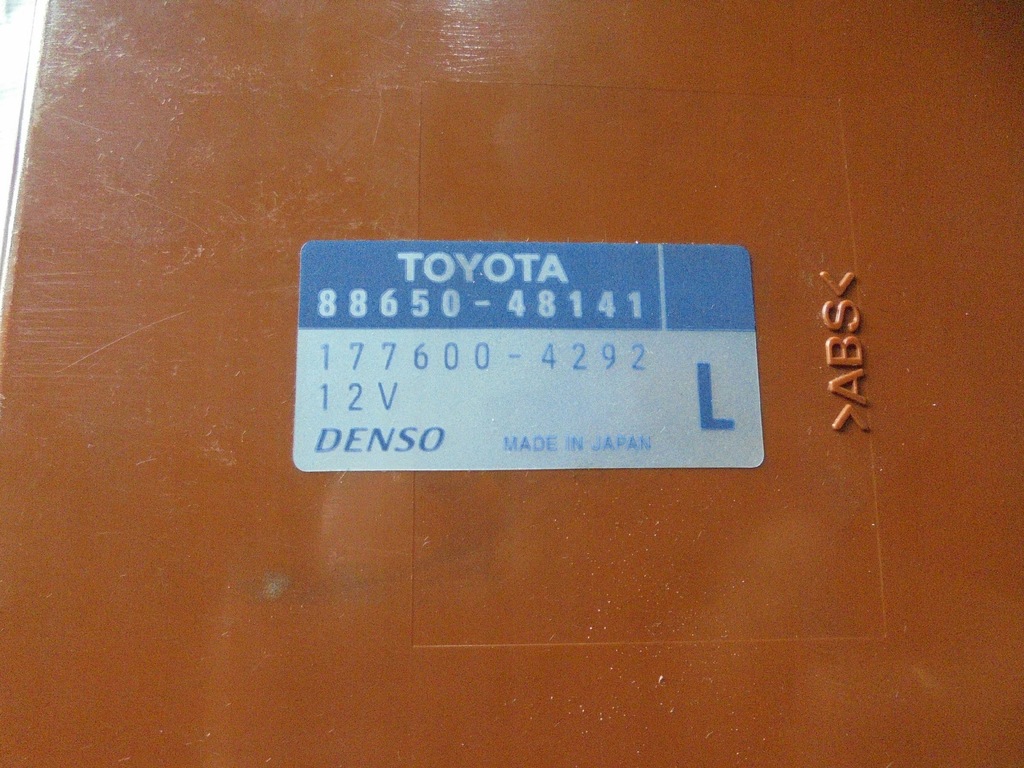 TOYOTA
88650-48141
177600-4292
12V
L
DENSO
MADE IN JAPAN
>ABS<